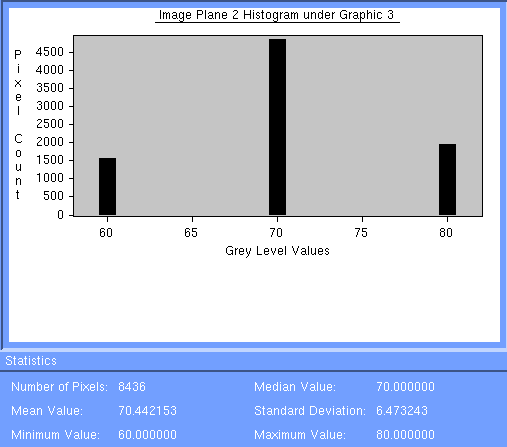 Image Plane 2 Histogram under Graphic 3
Pixel Count
4500
4000
3500
3000
2500
2000
1500
1000
500
0
60 65 70 75 80
Grey Level Values
Statistics
Number of Pixels: 8436 Median Value: 70.000000
Mean Value: 70.442153 Standard Deviation: 6.473243
Minimum Value: 60.000000 Maximum Value: 80.000000